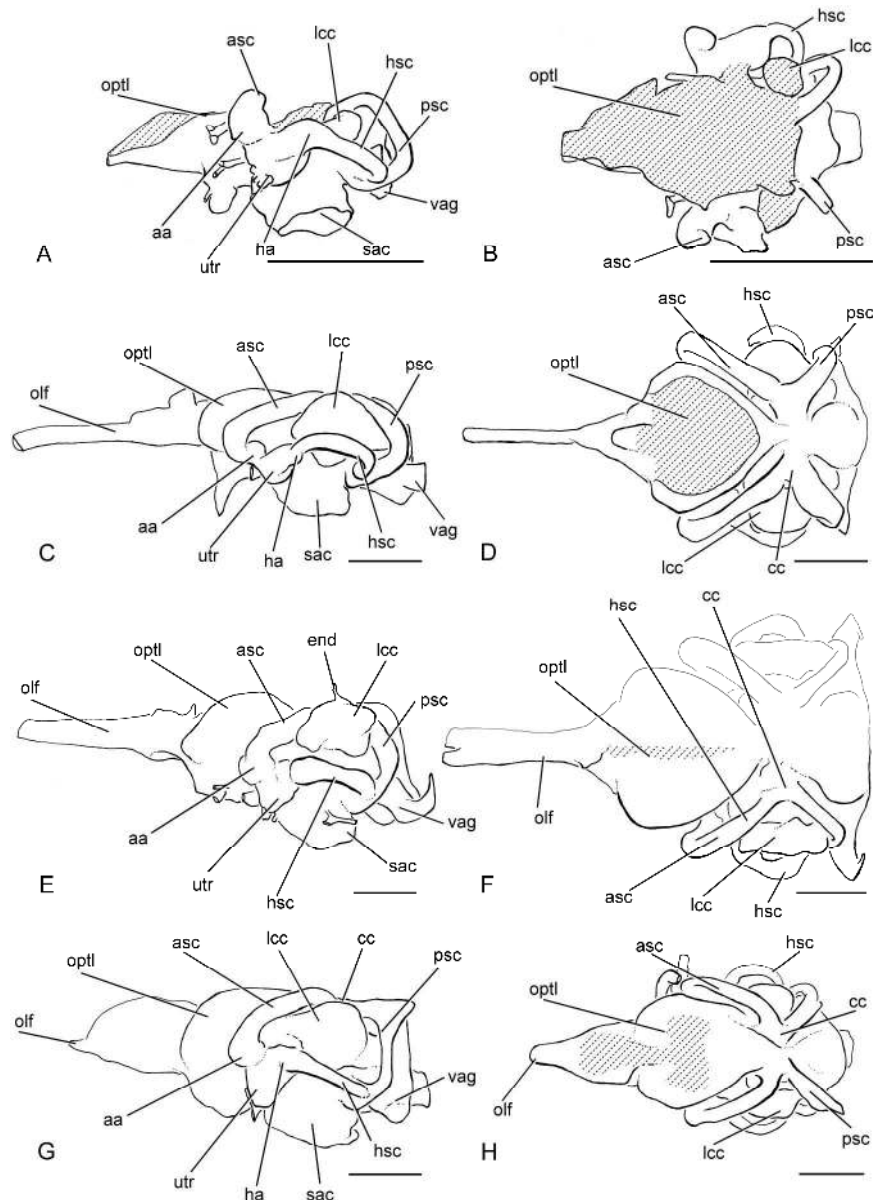 asc
lcc
hsc
optl
psc
vag
aa
utr
ha
sac
A
hsc
lcc
optl
psc
asc
B
optl
asc
lcc
psc
olf
aa
utr
ha
sac
hsc
vag
C
asc
hsc
psc
optl
lcc
cc
D
optl
asc
end
lcc
psc
olf
aa
utr
hsc
sac
vag
E
hsc
cc
optl
olf
asc
lcc
hsc
F
optl
asc
lcc
cc
psc
olf
aa
utr
ha
sac
hsc
vag
G
asc
hsc
optl
cc
olf
lcc
psc
H